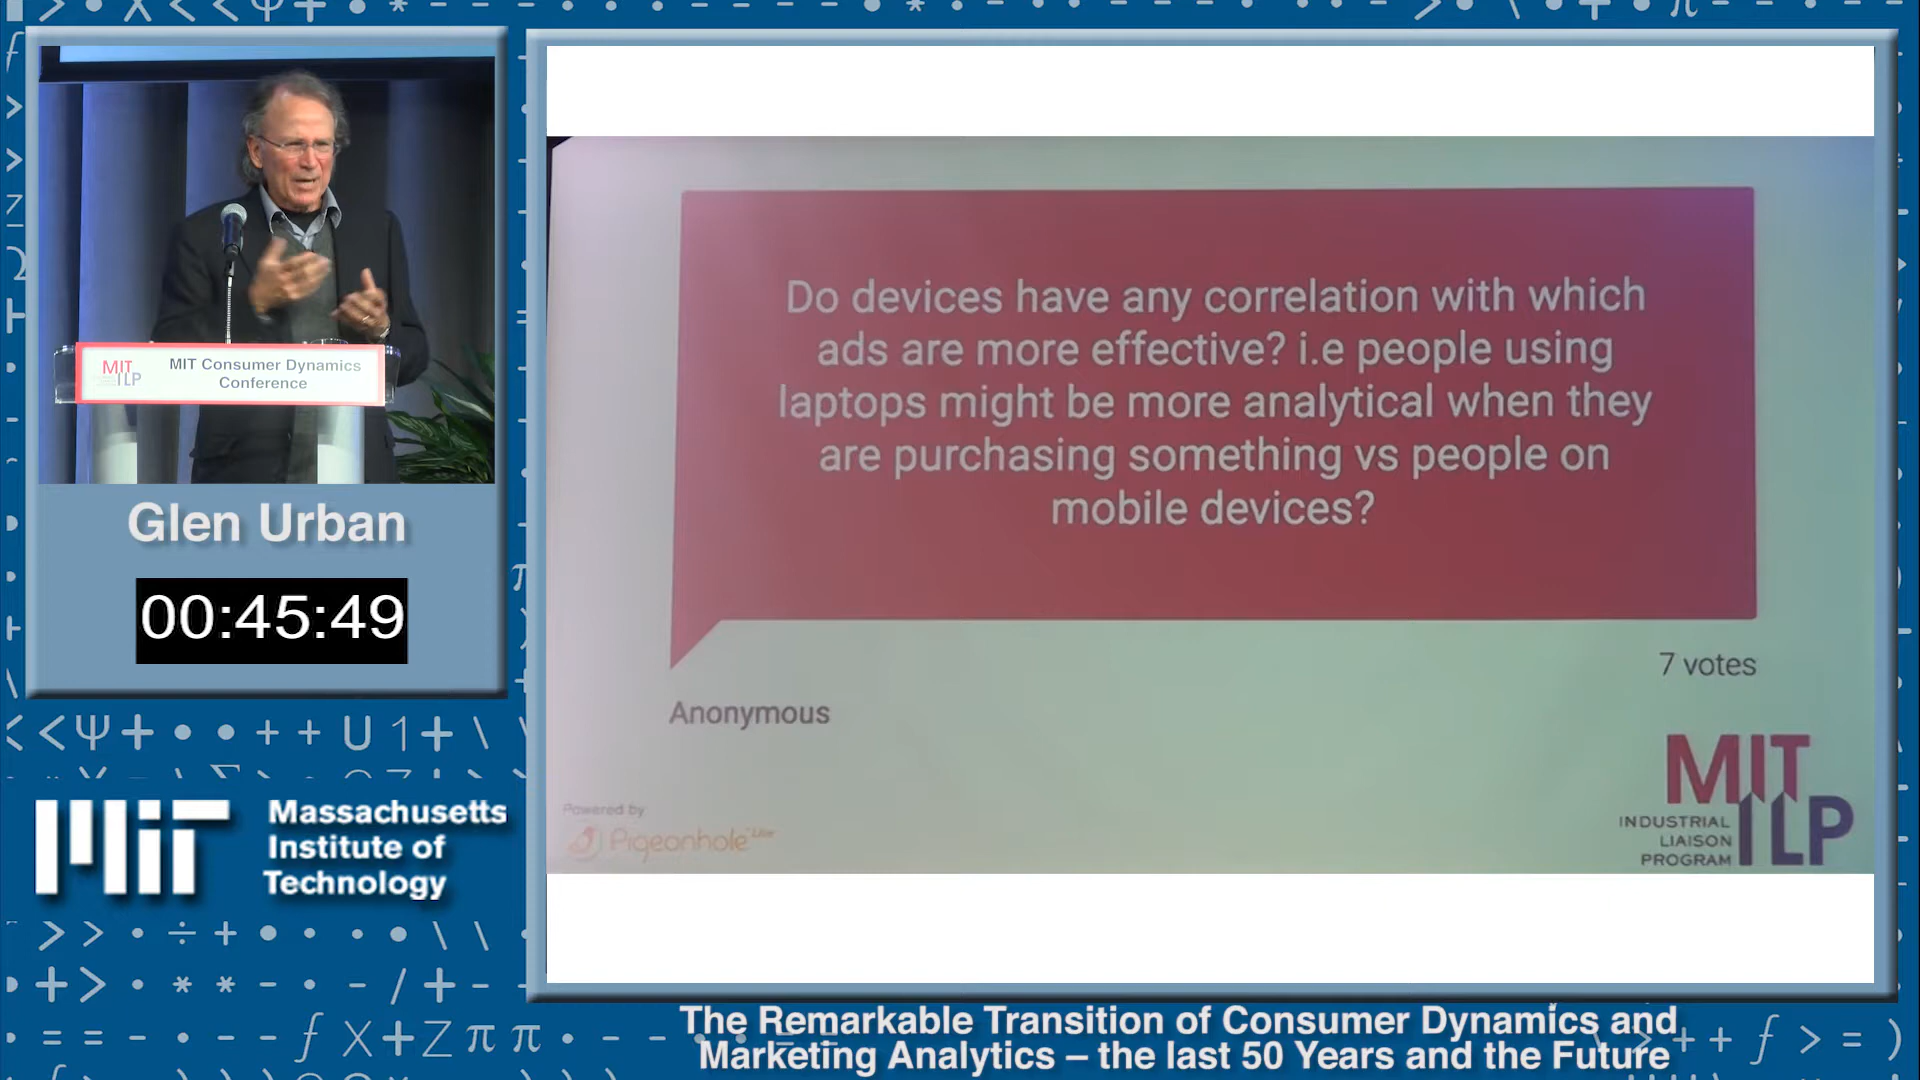 MIT
ILP
MIT Consumer Dynamics
Conference
Glen Urban
00:45:49
Massachusetts
Institute of
Technology
Do devices have any correlation with which
ads are more effective? i.e people using
laptops might be more analytical when they
are purchasing something vs people on
mobile devices?
7 votes
Anonymous
Powered by
Pigeonhole Live
MIT
INDUSTRIAL
LIAISON
PROGRAM
ILP
The Remarkable Transition of Consumer Dynamics and
Marketing Analytics – the last 50 Years and the Future